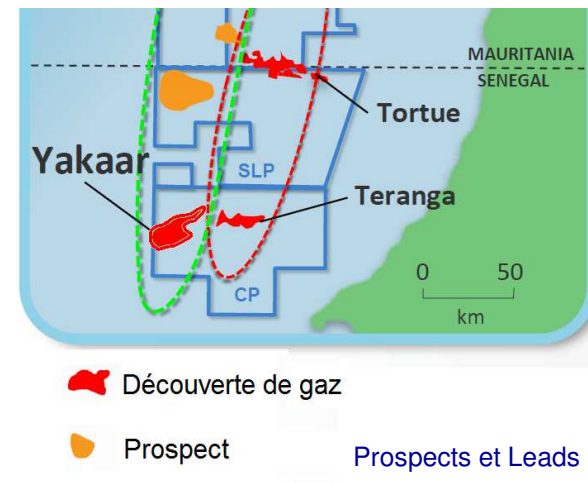 MAURITANIA
SENEGAL
Tortue
Yakaar
SLP
Teranga
0 50
km
CP
Découverte de gaz
Prospect
Prospects et Leads